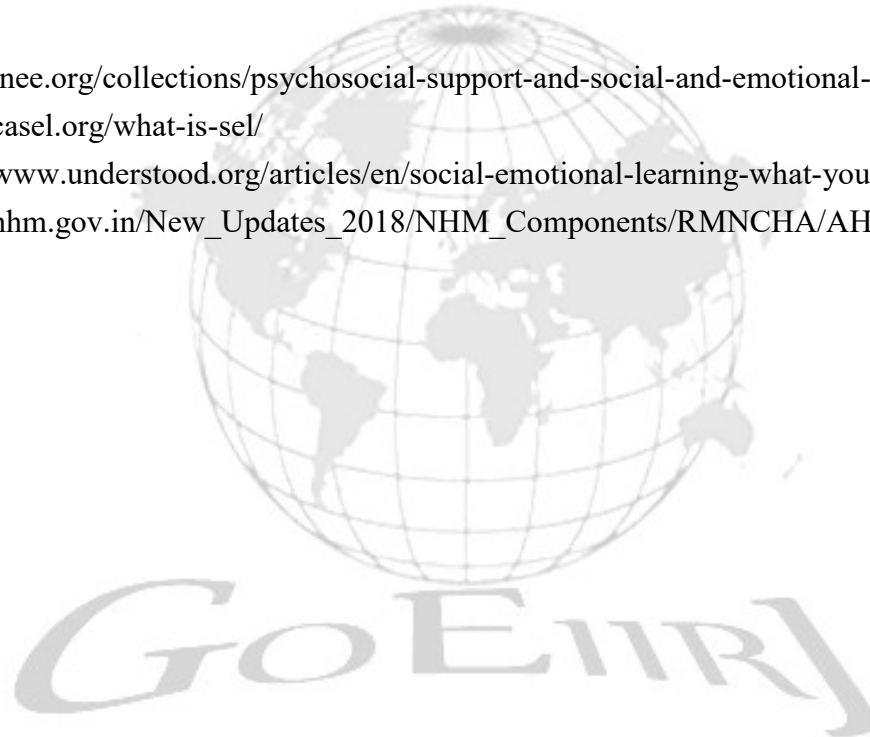 nee.org/collections/psychosocial-support-and-social-and-emotional-
casel.org/what-is-sel/
www.understood.org/articles/en/social-emotional-learning-what-you
nhm.gov.in/New_Updates_2018/NHM_Components/RMNCHA/AH
GOEIIRJ